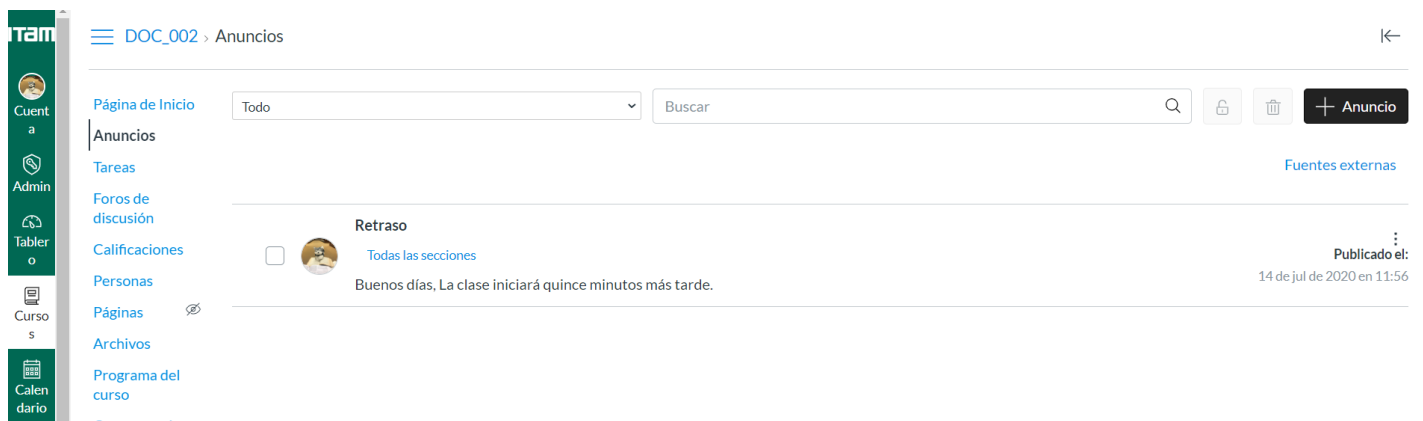 ITAM
DOC_002 › Anuncios
Cuent
a
Admin
Tabler
o
Curso
s
Calen
dario
Página de Inicio
Anuncios
Tareas
Foros de
discusión
Calificaciones
Personas
Páginas
Archivos
Programa del
curso
Todo
Buscar
+ Anuncio
Fuentes externas
Retraso
Todas las secciones
Buenos días, La clase iniciará quince minutos más tarde.
Publicado el:
14 de jul de 2020 en 11:56